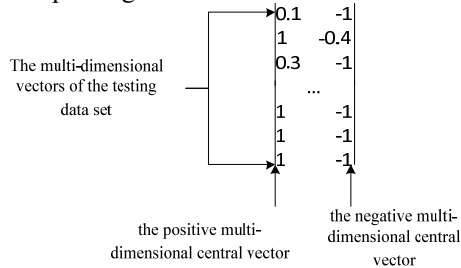 0.1 -1
1 -0.4
0.3 -1
...
1 -1
1 -1
1 -1
The multi-dimensional
vectors of the testing
data set
the positive multi-
dimensional central vector
the negative multi-
dimensional central
vector